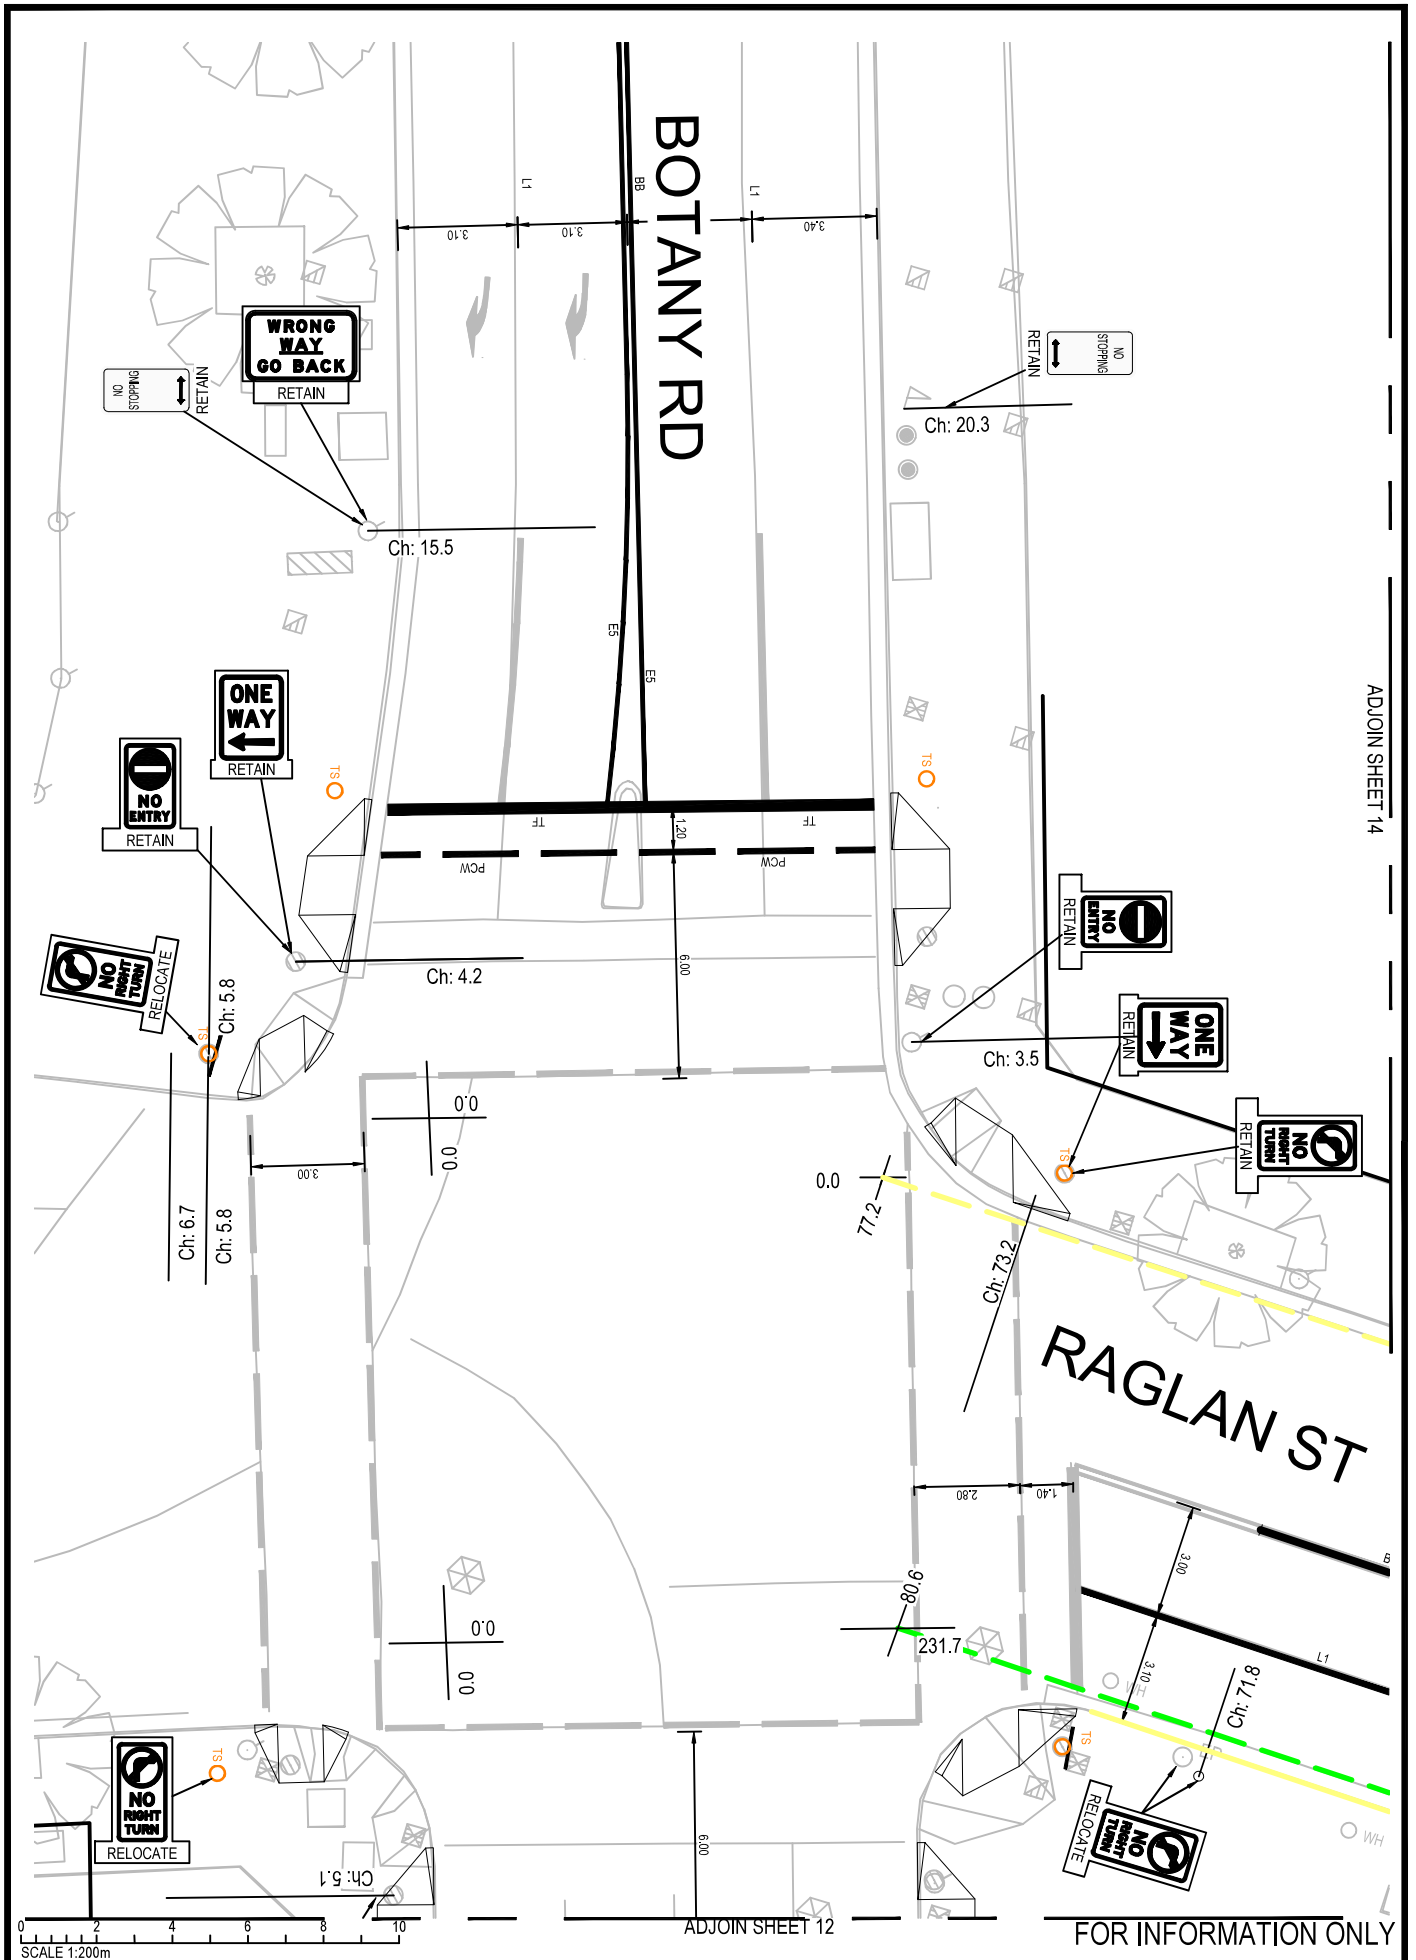 BOTANY RD
L1
BB
L1
3.10
3.10
3.40
WRONG
WAY
GO BACK
RETAIN
NO
STOPPING
RETAIN
NO
STOPPING
RETAIN
Ch: 20.3
Ch: 15.5
E5
E5
ADJOIN SHEET 14
ONE
WAY
RETAIN
NO
ENTRY
RETAIN
TS
TS
TF
TF
1.20
PCW
PCW
6.00
NO
ENTRY
RETAIN
Ch: 4.2
NO
RIGHT
TURN
RELOCATE
TS
Ch: 5.8
ONE
WAY
RETAIN
Ch: 3.5
NO
RIGHT
TURN
RETAIN
TS
0.0
0.0
3.00
0.0
77.2
Ch: 6.7
Ch: 5.8
Ch: 73.2
RAGLAN ST
2.80
1.40
3.00
B
80.6
231.7
0.0
0.0
3.10
L1
WH
Ch: 71.8
TS
EP
NO
RIGHT
TURN
RELOCATE
TS
NO
RIGHT
TURN
RELOCATE
WH
6.00
Ch: 5.1
0 2 4 6 8 10
SCALE 1:200m
ADJOIN SHEET 12
FOR INFORMATION ONLY